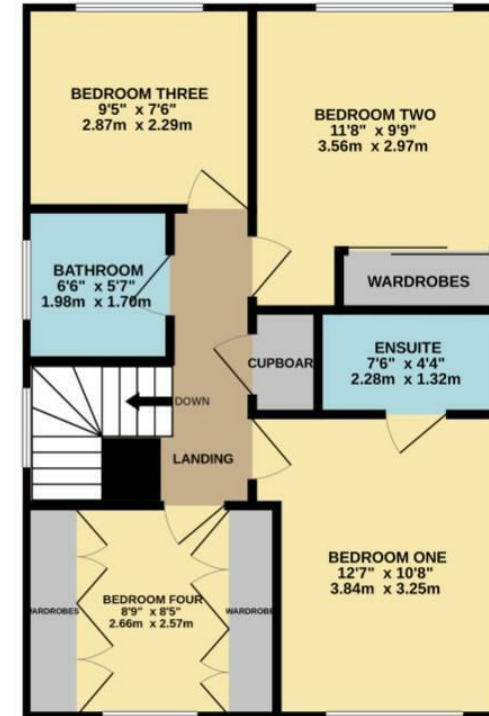 BEDROOM THREE
9'5" x 7'6"
2.87m x 2.29m
BEDROOM TWO
11'8" x 9'9"
3.56m x 2.97m
BATHROOM
6'6" x 5'7"
1.98m x 1.70m
WARDROBES
CUPBOAR
ENSUITE
7'6" x 4'4"
2.28m x 1.32m
DOWN
LANDING
BEDROOM ONE
12'7" x 10'8"
3.84m x 3.25m
WARDROBES
BEDROOM FOUR
8'9" x 8'5"
2.66m x 2.57m
WARDROBE